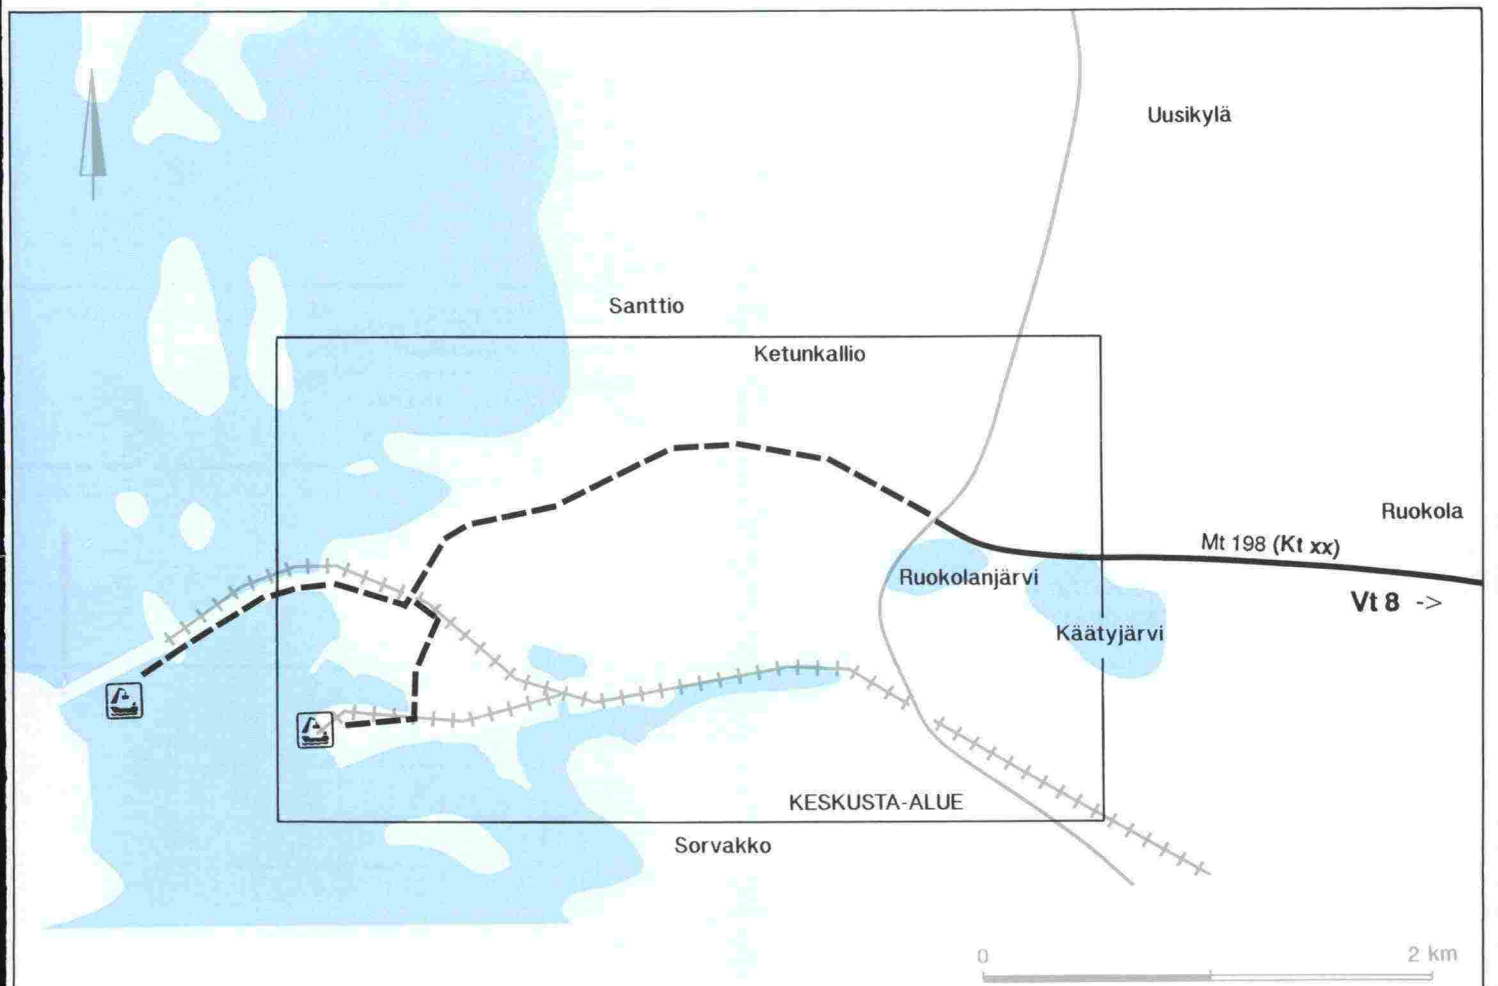 Uusikylä
Santtio
Ketunkallio
Ruokola
Mt 198 (Kt xx)
Ruokolanjärvi
Vt 8 ->
Käätyjärvi
KESKUSTA-ALUE
Sorvakko
0 2 km